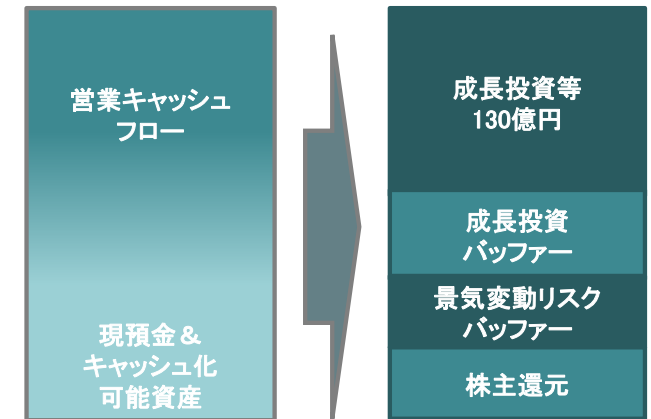 営業キャッシュ
フロー
現預金＆
キャッシュ化
可能資産
成長投資等
130億円
成長投資
バッファー
景気変動リスク
バッファー
株主還元